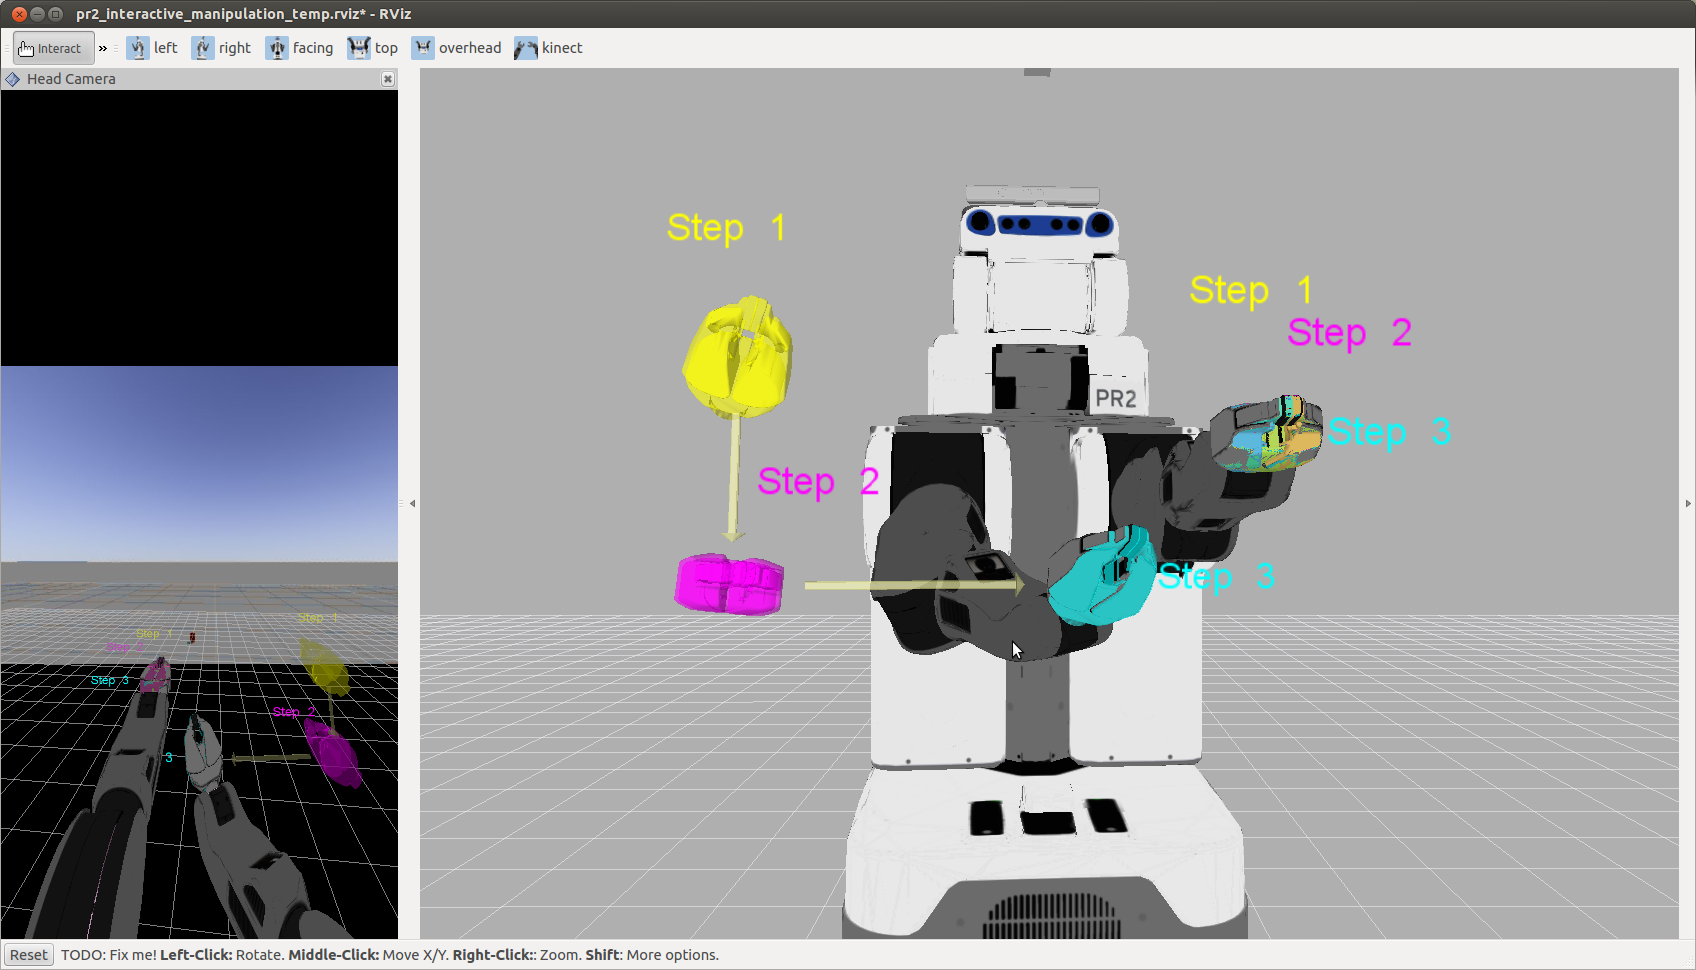 pr2_interactive_manipulation_temp.rviz* - RViz
Interact » left right facing top overhead kinect
Head Camera
Step 1
Step 1
Step 2
PR2
Step 3
Step 2
Step 3
Step 1
Step 1
Step 3
Step 2
3
Reset TODO: Fix me! Left-Click: Rotate. Middle-Click: Move X/Y. Right-Click:: Zoom. Shift: More options.